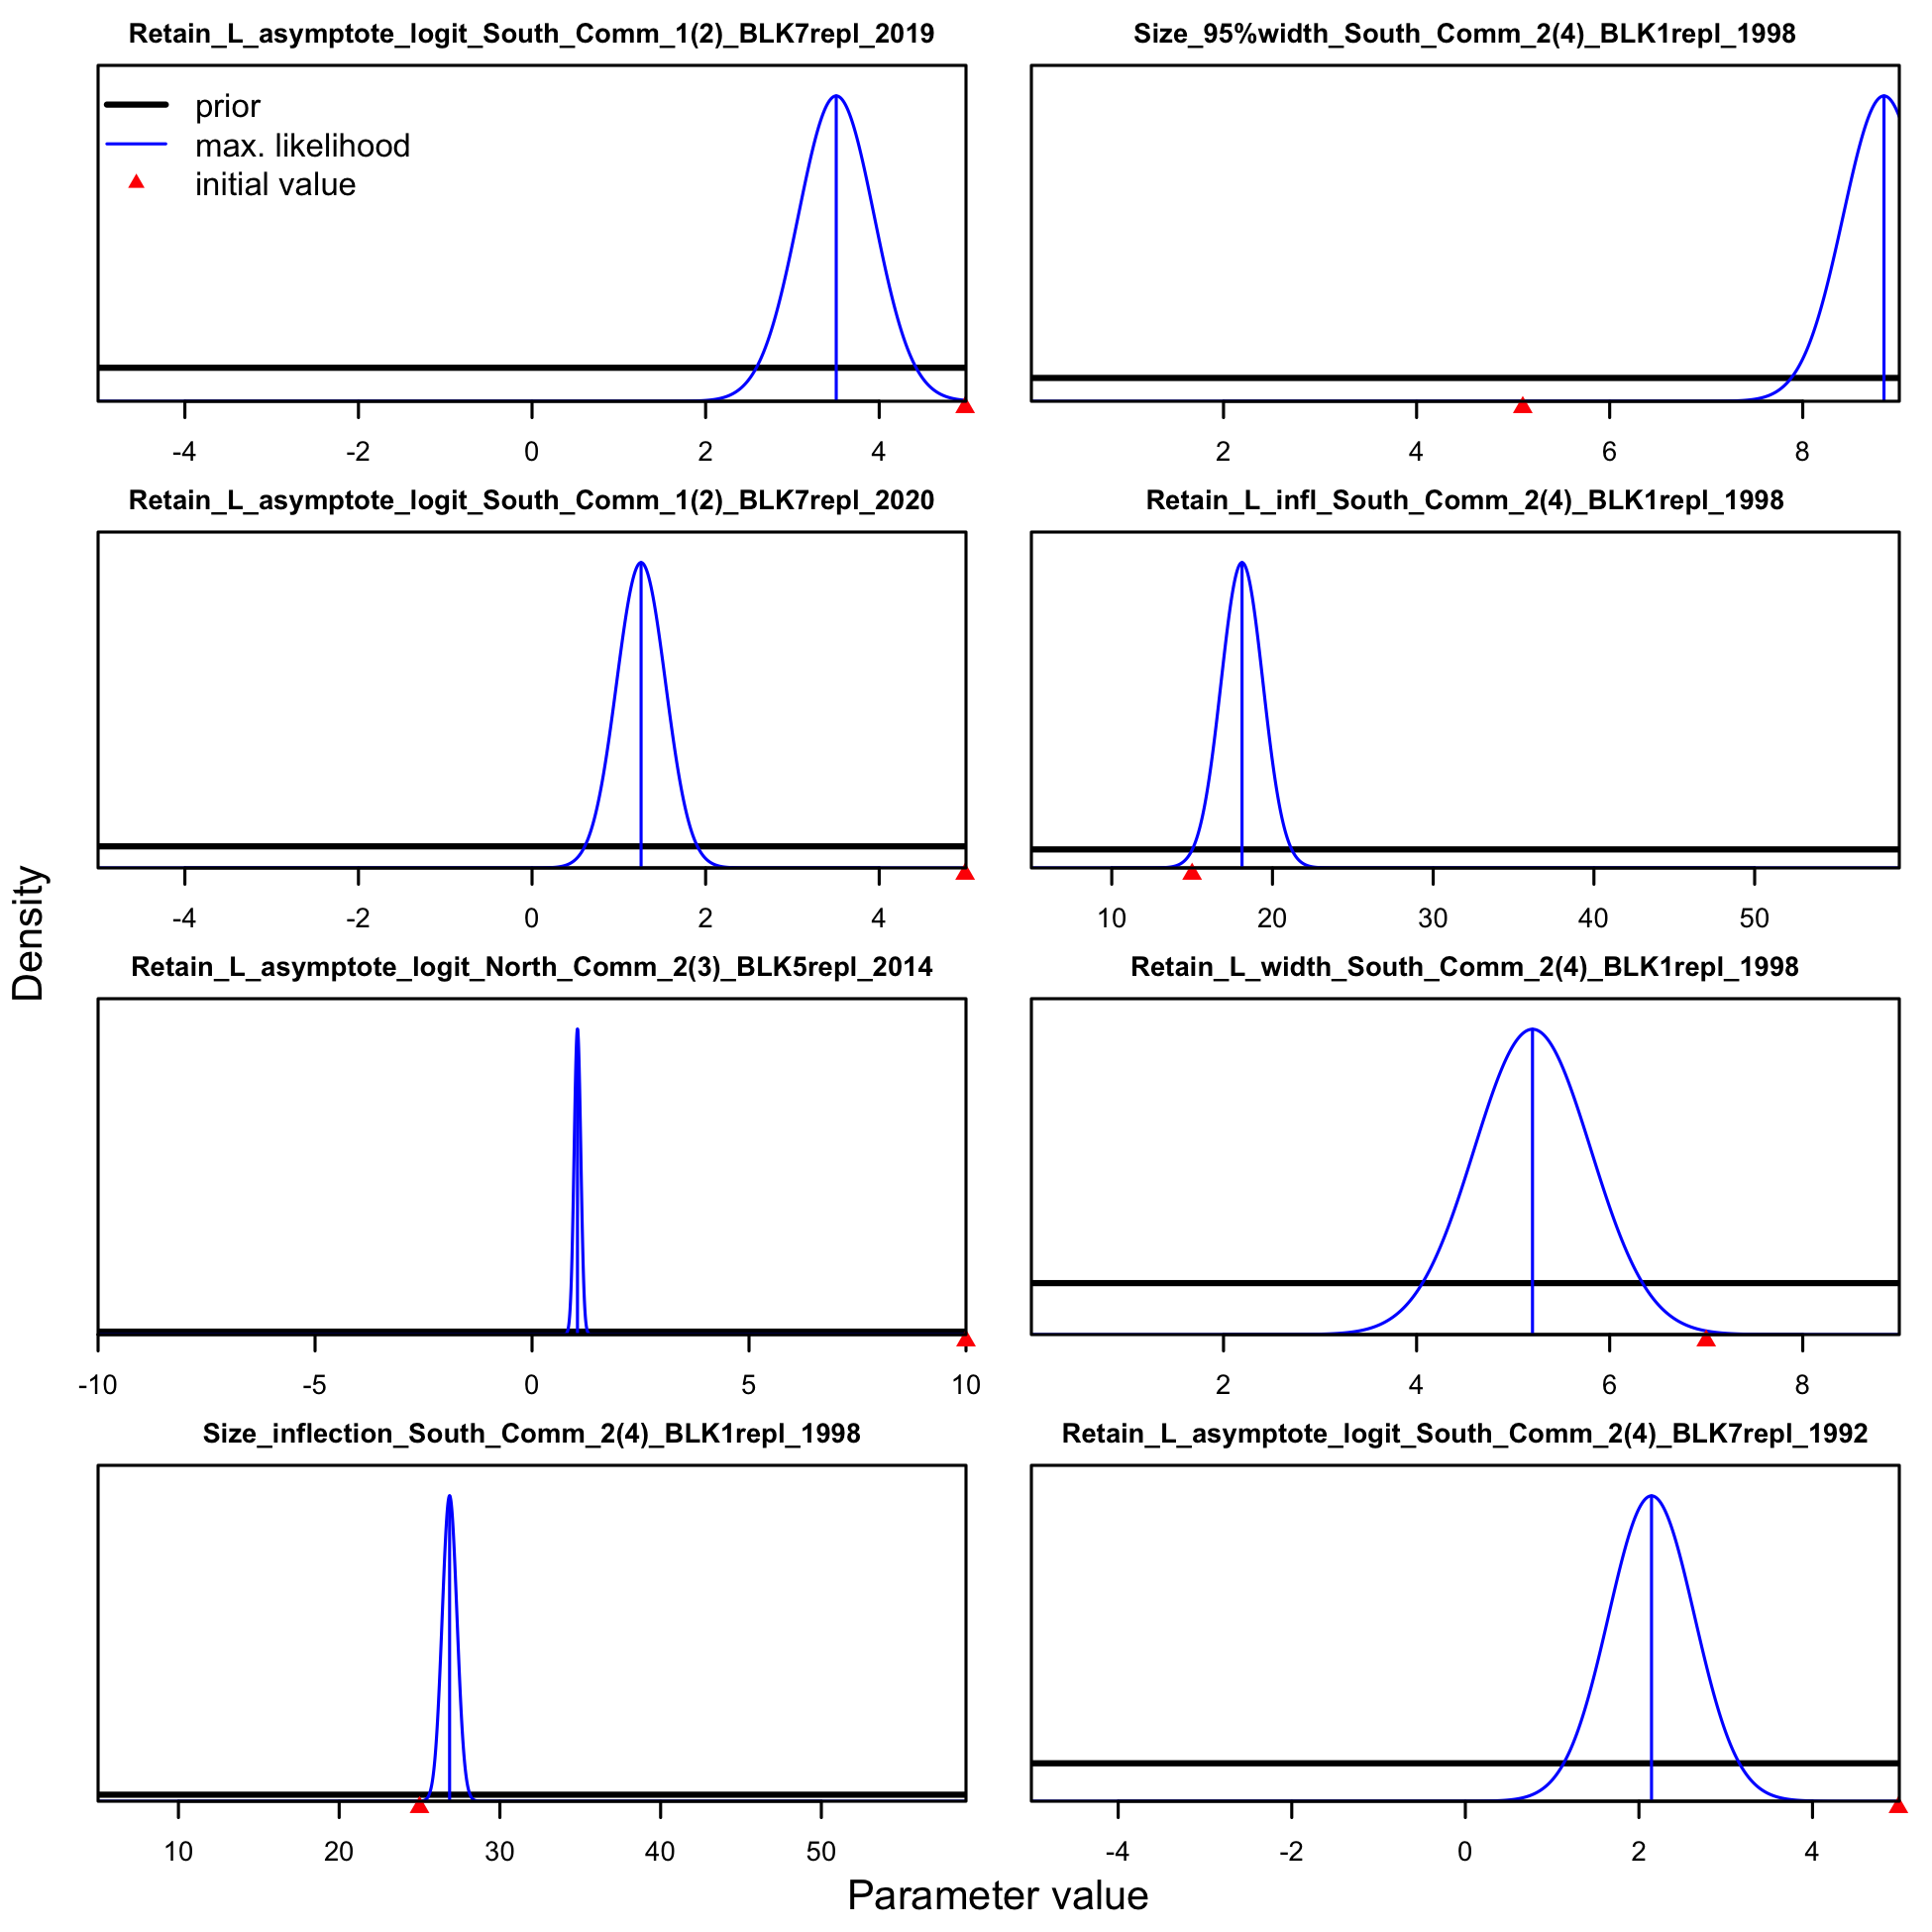 Retain_L_asymptote_logit_South_Comm_1(2)_BLK7repl_2019
prior
max. likelihood
initial value
-4 -2 0 2 4
Size_95%width_South_Comm_2(4)_BLK1repl_1998
2 4 6 8
Retain_L_asymptote_logit_South_Comm_1(2)_BLK7repl_2020
-4 -2 0 2 4
Retain_L_infl_South_Comm_2(4)_BLK1repl_1998
10 20 30 40 50
Retain_L_asymptote_logit_North_Comm_2(3)_BLK5repl_2014
-10 -5 0 5 10
Retain_L_width_South_Comm_2(4)_BLK1repl_1998
2 4 6 8
Size_inflection_South_Comm_2(4)_BLK1repl_1998
10 20 30 40 50
Retain_L_asymptote_logit_South_Comm_2(4)_BLK7repl_1992
-4 -2 0 2 4
Density
Parameter value